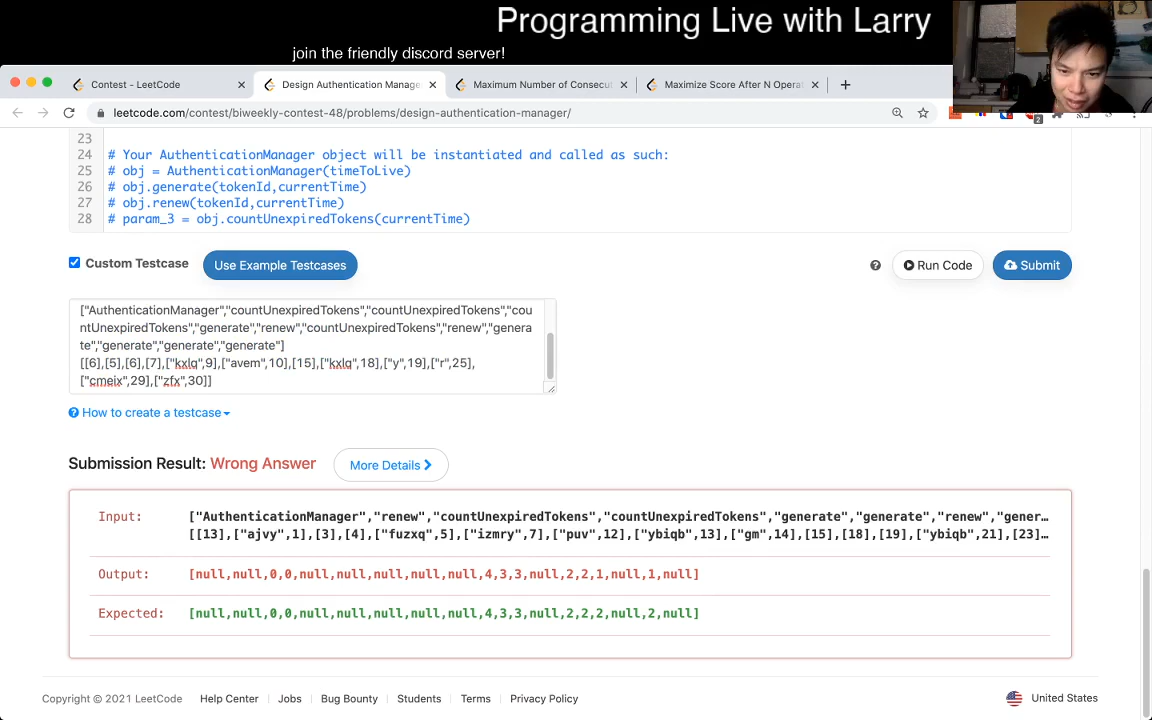 Programming Live with Larry
join the friendly discord server!
Contest - LeetCode
Design Authentication Manage
Maximum Number of Consecut
Maximize Score After N Operat
leetcode.com/contest/biweekly-contest-48/problems/design-authentication-manager/
2
23
24 # Your AuthenticationManager object will be instantiated and called as such:
25 # obj = AuthenticationManager(timeToLive)
26 # obj.generate(tokenId,currentTime)
27 # obj.renew(tokenId,currentTime)
28 # param_3 = obj.countUnexpiredTokens(currentTime)
Custom Testcase
Use Example Testcases
Run Code
Submit
["AuthenticationManager","countUnexpiredTokens","countUnexpiredTokens","cou
ntUnexpiredTokens","generate","renew","countUnexpiredTokens","renew","genera
te","generate","generate","generate"]
[[6],[5],[6],[7],["kxlq",9],["avem",10],[15],["kxlq",18],["y",19],["r",25],
["cmeix",29],["zfx",30]]
How to create a testcase
Submission Result: Wrong Answer
More Details
Input: ["AuthenticationManager","renew","countUnexpiredTokens","countUnexpiredTokens","generate","generate","renew","gener…
[[13],["ajvy",1],[3],[4],["fuzxq",5],["izmry",7],["puv",12],["ybiqb",13],["gm",14],[15],[18],[19],["ybiqb",21],[23]…
Output: [null,null,0,0,null,null,null,null,null,4,3,3,null,2,2,1,null,1,null]
Expected: [null,null,0,0,null,null,null,null,null,4,3,3,null,2,2,2,null,2,null]
Copyright © 2021 LeetCode
Help Center
Jobs
Bug Bounty
Students
Terms
Privacy Policy
United States